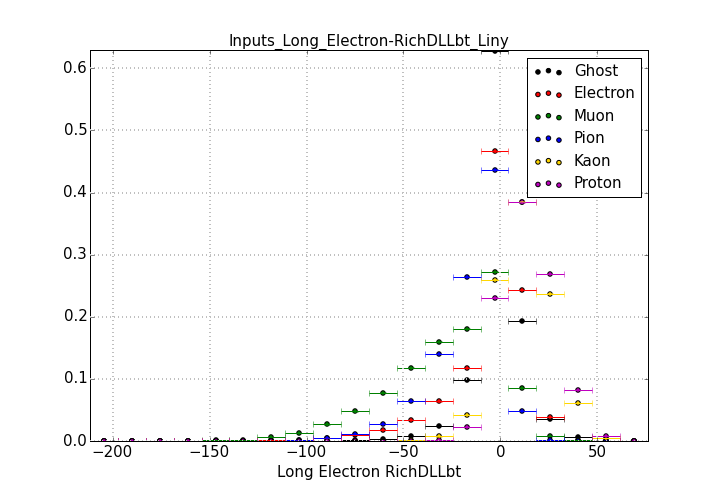 Inputs_Long_Electron-RichDLLbt_Liny
0.6
0.5
0.4
0.3
0.2
0.1
0.0
Ghost
Electron
Muon
Pion
Kaon
Proton
−200 −150 −100 −50 0 50
Long Electron RichDLLbt